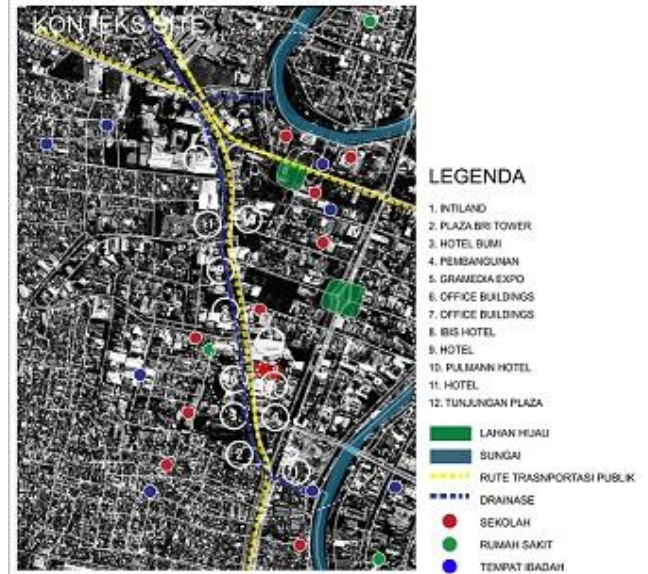 KONTEKS SITE
LEGENDA
1. INTILAND
2. PLAZA BRI TOWER
3. HOTEL BUMI
4. PEMBANGUNAN
5. GRAMEDIA EXPO
6. OFFICE BUILDINGS
7. OFFICE BUILDINGS
8. IBIS HOTEL
9. HOTEL
10. PULMANN HOTEL
11. HOTEL
12. TUNJUNGAN PLAZA
LAHAN HIJAU
SUNGAI
RUTE TRASNPORTASI PUBLIK
DRAINASE
SEKOLAH
RUMAH SAKIT
TEMPAT IBADAH